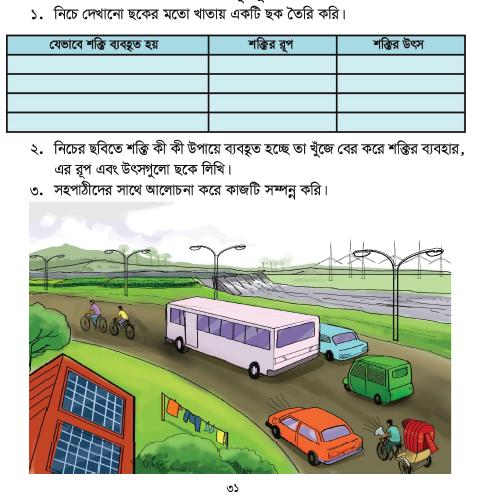 ১. নিচে দেখানো ছকের মতো খাতায় একটি ছক তৈরি করি।
যেভাবে শক্তি ব্যবহৃত হয় শক্তির রূপ শক্তির উৎস
২. নিচের ছবিতে শক্তি কী কী উপায়ে ব্যবহৃত হচ্ছে তা খুঁজে বের করে শক্তির ব্যবহার,
এর রূপ এবং উৎসগুলো ছকে লিখি।
৩. সহপাঠীদের সাথে আলোচনা করে কাজটি সম্পন্ন করি।
৩১